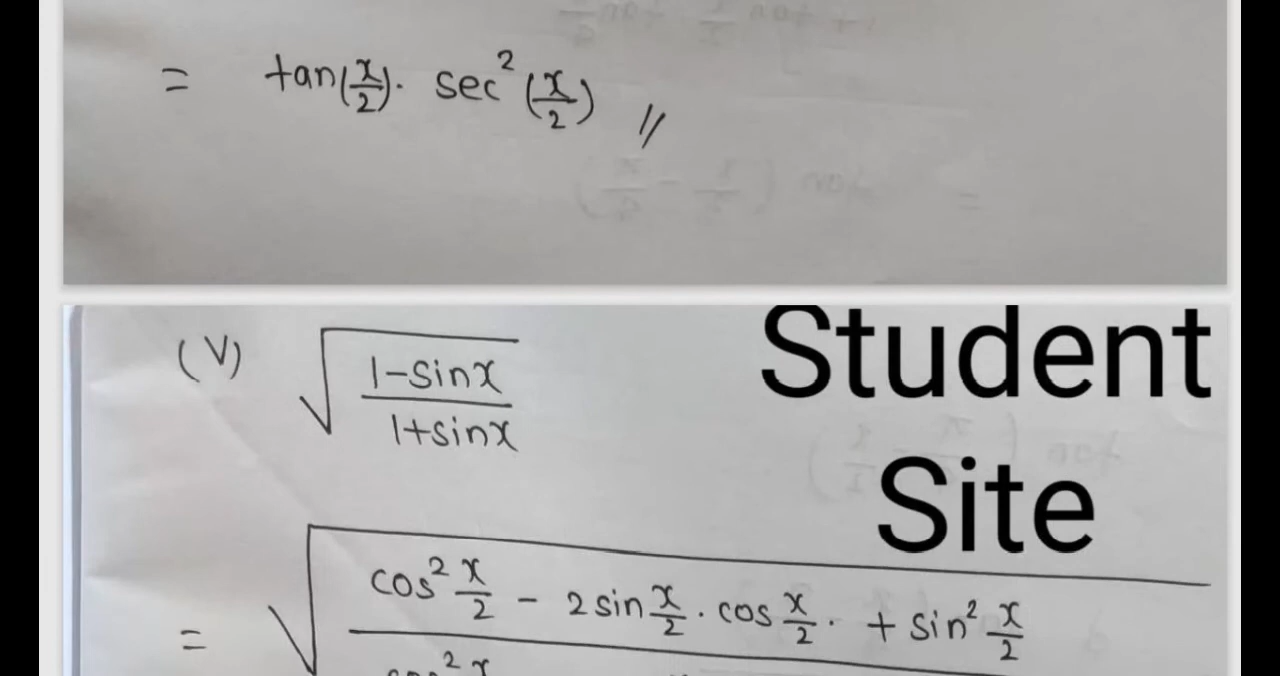 = tan(x/2). sec²(x/2) //
(V) √(1-sinx / 1+sinx)
Student
Site
= √(cos² x/2 - 2sin x/2 . cos x/2 . + sin² x/2